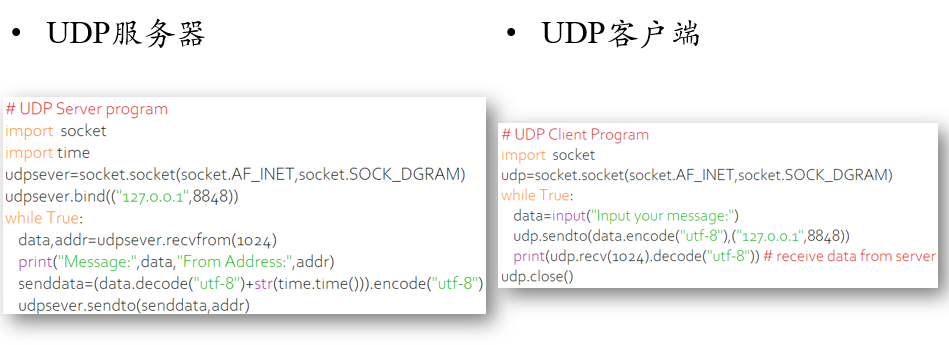 • UDP服务器
# UDP Server program
import socket
import time
udpsever=socket.socket(socket.AF_INET,socket.SOCK_DGRAM)
udpsever.bind(("127.0.0.1",8848))
while True:
data,addr=udpsever.recvfrom(1024)
print("Message:",data,"From Address:",addr)
senddata=(data.decode("utf-8")+str(time.time())).encode("utf-8")
udpsever.sendto(senddata,addr)
• UDP客户端
# UDP Client Program
import socket
udp=socket.socket(socket.AF_INET,socket.SOCK_DGRAM)
while True:
data=input("Input your message:")
udp.sendto(data.encode("utf-8"),("127.0.0.1",8848))
print(udp.recv(1024).decode("utf-8")) # receive data from server
udp.close()